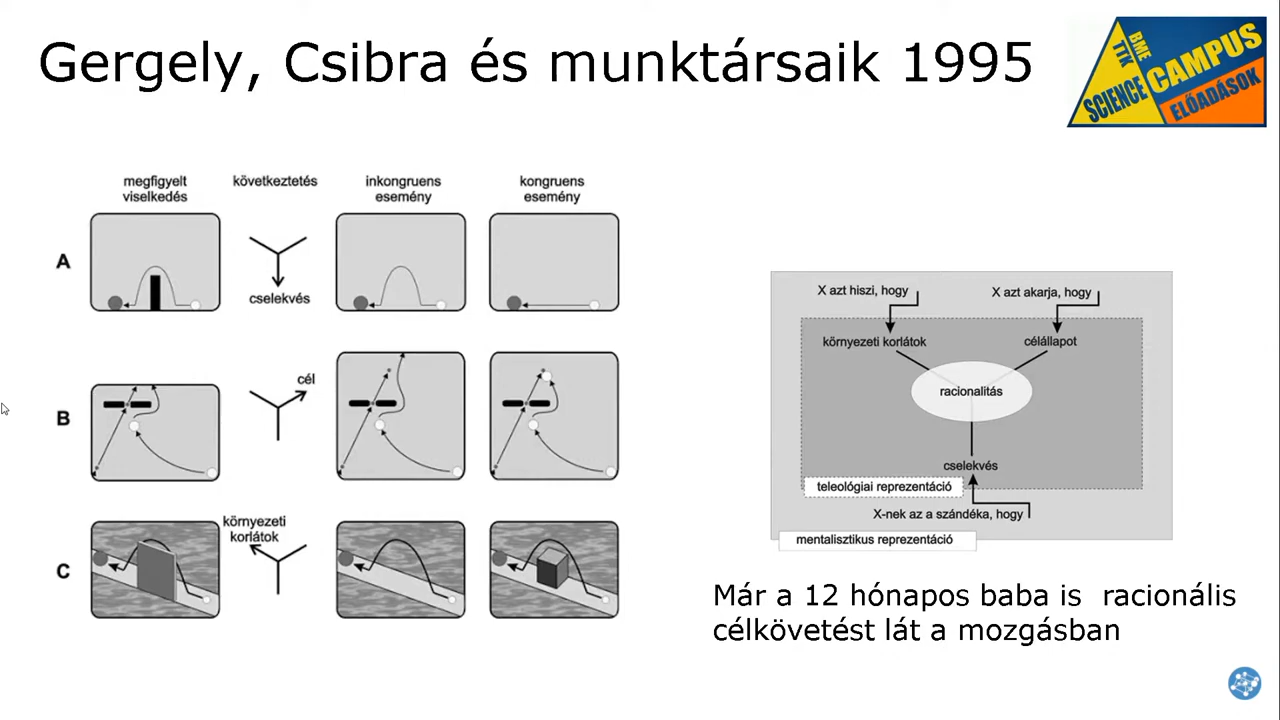 Gergely, Csibra és munktársaik 1995
BME
TTK
SCIENCE
CAMPUS
ELŐADÁSOK
megfigyelt
viselkedés
következtetés
inkongruens
esemény
kongruens
esemény
A
cselekvés
B
cél
C
környezeti
korlátok
X azt hiszi, hogy
X azt akarja, hogy
környezeti korlátok
célállapot
racionalitás
cselekvés
teleológiai reprezentáció
X-nek az a szándéka, hogy
mentalisztikus reprezentáció
Már a 12 hónapos baba is  racionális
célkövetést lát a mozgásban